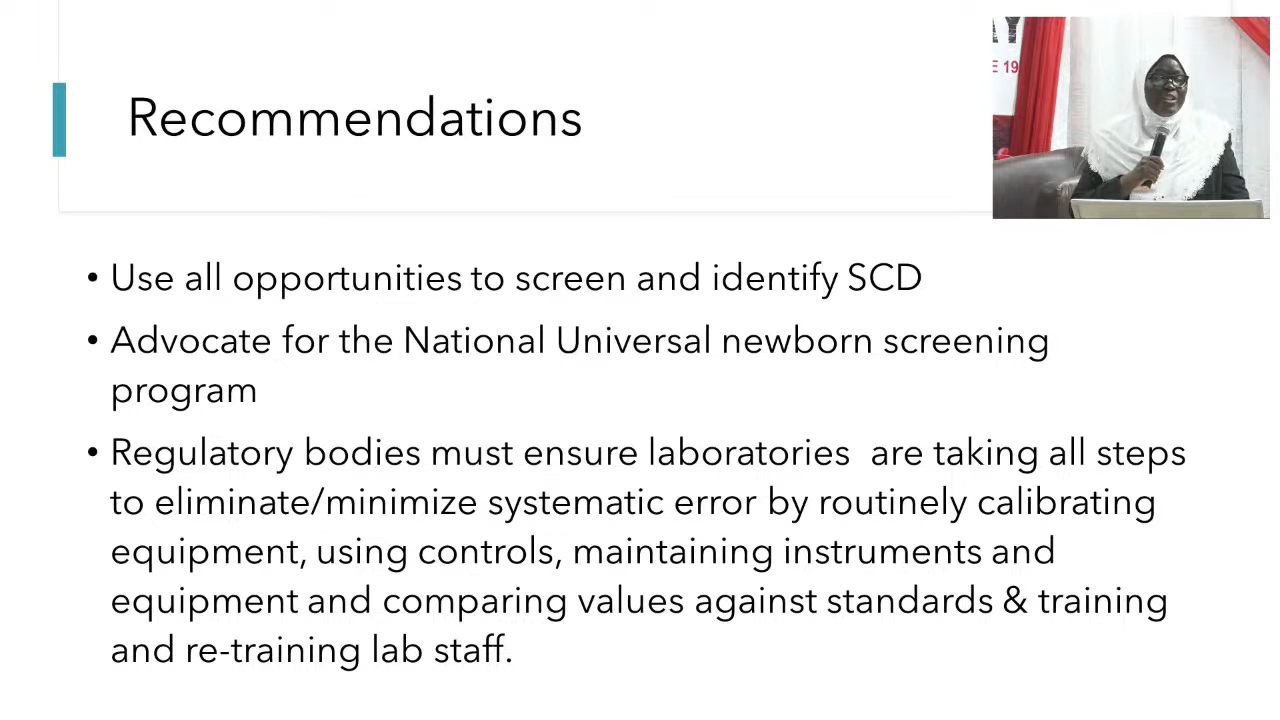 AY
E 19
Recommendations
• Use all opportunities to screen and identify SCD
• Advocate for the National Universal newborn screening
program
• Regulatory bodies must ensure laboratories  are taking all steps
to eliminate/minimize systematic error by routinely calibrating
equipment, using controls, maintaining instruments and
equipment and comparing values against standards & training
and re-training lab staff.